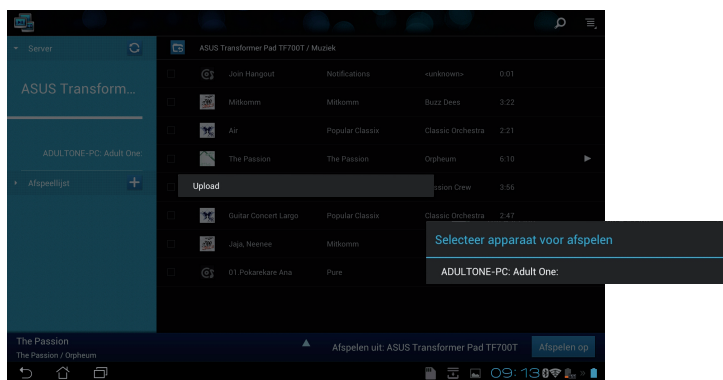 Server
ASUS Transformer Pad TF700T / Muziek
ASUS Transform...
ADULTONE-PC: Adult One:
Afspeellijst
Join Hangout Notifications <unknown> 0:01
Mitkomm Mitkomm Buzz Dees 3:22
Air Popular Classix Classic Orchestra 2:21
The Passion The Passion Orpheum 6:10
Upload
ssion Crew 3:56
Guitar Concert Largo Popular Classix Classic Orchestra 2:47
Jaja, Neenee Mitkomm
01 Pokarekare Ana Pure
Selecteer apparaat voor afspelen
ADULTONE-PC: Adult One:
The Passion
The Passion / Orpheum
Afspelen uit: ASUS Transformer Pad TF700T
Afspelen op
09:13